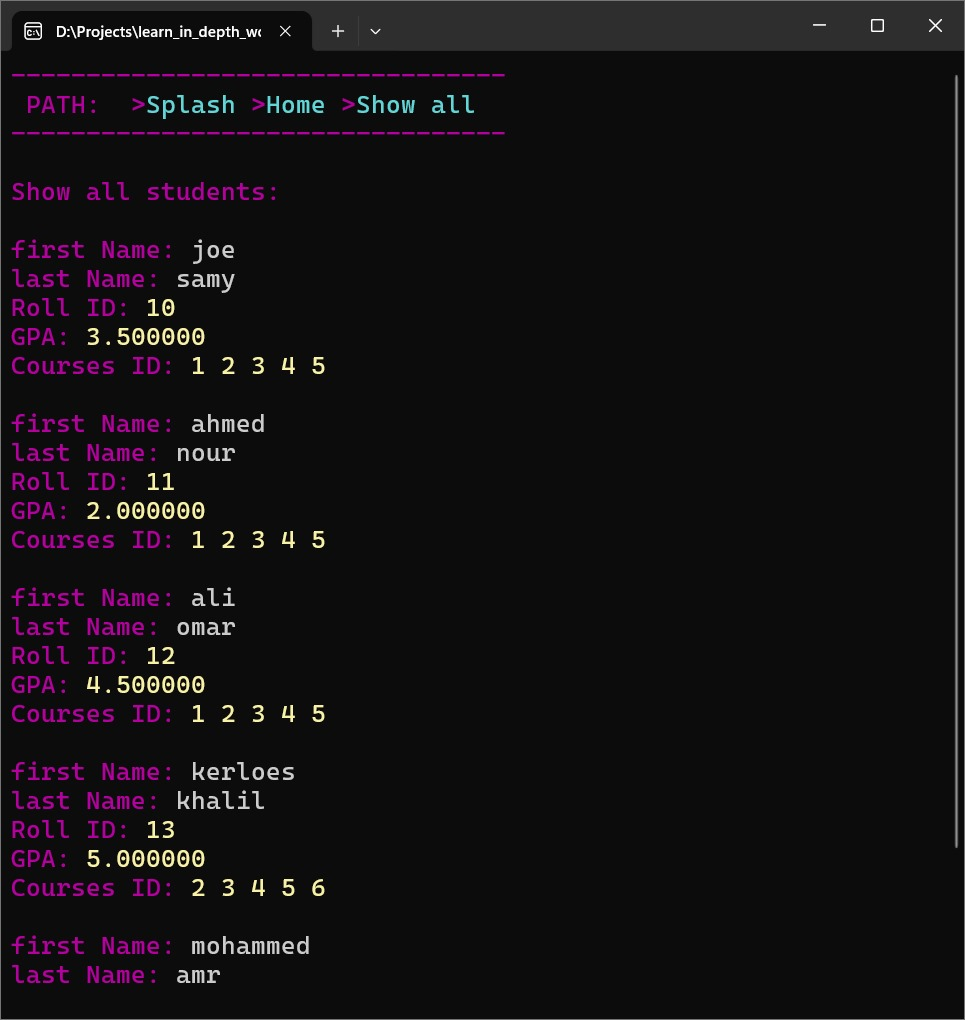 D:\Projects\learn_in_depth_wo
--------------------------------- 
PATH:  >Splash >Home >Show all
---------------------------------
Show all students:
first Name: joe
last Name: samy
Roll ID: 10
GPA: 3.500000
Courses ID: 1 2 3 4 5
first Name: ahmed
last Name: nour
Roll ID: 11
GPA: 2.000000
Courses ID: 1 2 3 4 5
first Name: ali
last Name: omar
Roll ID: 12
GPA: 4.500000
Courses ID: 1 2 3 4 5
first Name: kerloes
last Name: khalil
Roll ID: 13
GPA: 5.000000
Courses ID: 2 3 4 5 6
first Name: mohammed
last Name: amr